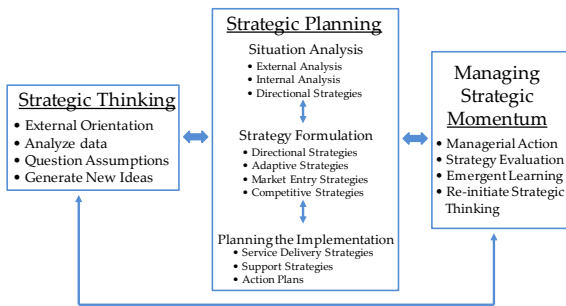 Strategic Thinking
• External Orientation
• Analyze data
• Question Assumptions
• Generate New Ideas
Strategic Planning
Situation Analysis
• External Analysis
• Internal Analysis
• Directional Strategies
Strategy Formulation
• Directional Strategies
• Adaptive Strategies
• Market Entry Strategies
• Competitive Strategies
Planning the Implementation
• Service Delivery Strategies
• Support Strategies
• Action Plans
Managing
Strategic
Momentum
• Managerial Action
• Strategy Evaluation
• Emergent Learning
• Re-initiate Strategic
Thinking